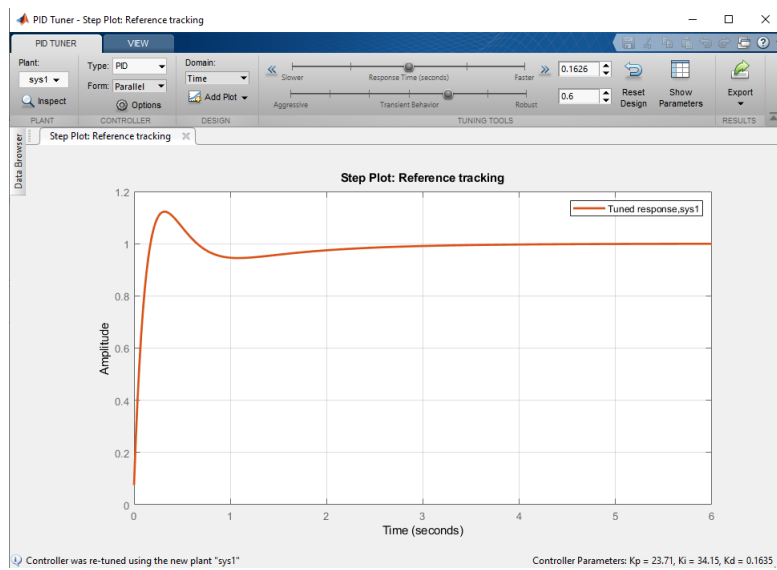 PID Tuner - Step Plot: Reference tracking
PID TUNER VIEW
Plant:
sys1
Inspect
PLANT
Type: PID
Form: Parallel
Options
CONTROLLER
Domain:
Time
Add Plot
DESIGN
Slower Response Time (seconds) Faster 0.1626
Aggressive Transient Behavior Robust 0.6
Reset Design
Show Parameters
TUNING TOOLS
Export
RESULTS
Data Browser
Step Plot: Reference tracking
Step Plot: Reference tracking
Tuned response,sys1
Amplitude
1.2
1
0.8
0.6
0.4
0.2
0
0 1 2 3 4 5 6
Time (seconds)
Controller was re-tuned using the new plant "sys1"
Controller Parameters: Kp = 23.71, Ki = 34.15, Kd = 0.1635